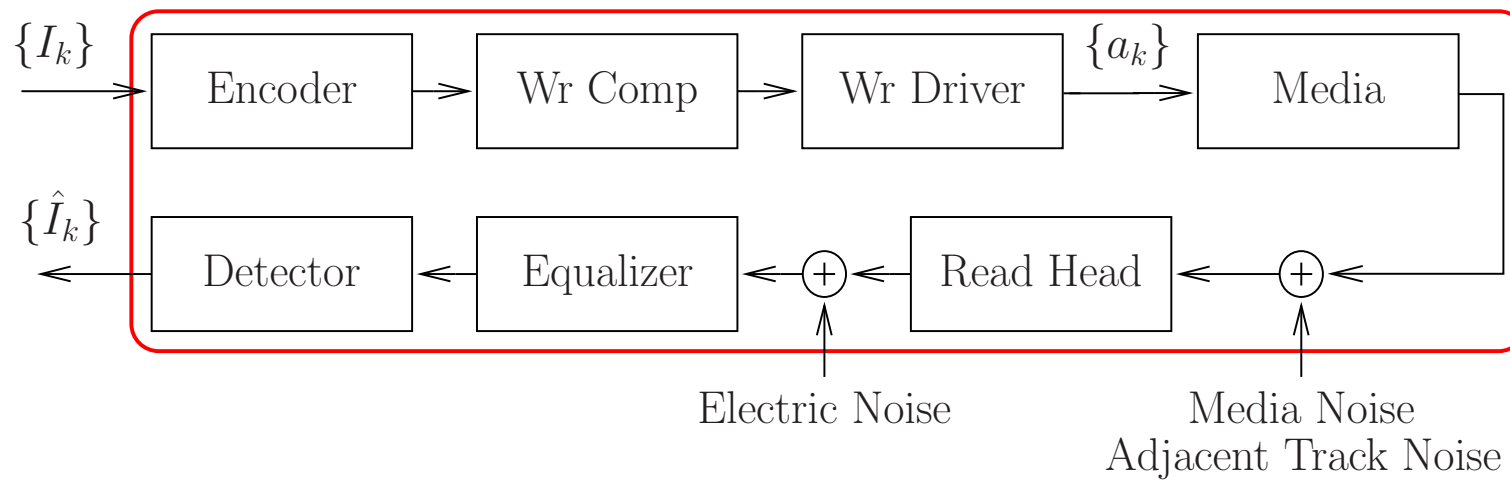 {I_k}
Encoder
Wr Comp
Wr Driver
{a_k}
Media
{Î_k}
Detector
Equalizer
+
Read Head
+
Electric Noise
Media Noise
Adjacent Track Noise